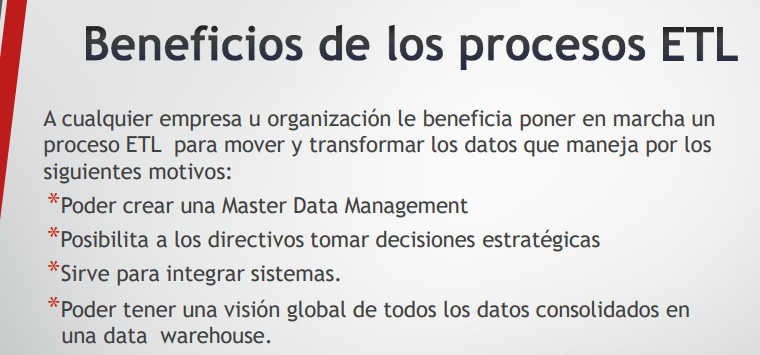 Beneficios de los procesos ETL
A cualquier empresa u organización le beneficia poner en marcha un
proceso ETL para mover y transformar los datos que maneja por los
siguientes motivos:
*Poder crear una Master Data Management
*Posibilita a los directivos tomar decisiones estratégicas
*Sirve para integrar sistemas.
*Poder tener una visión global de todos los datos consolidados en
una data warehouse.